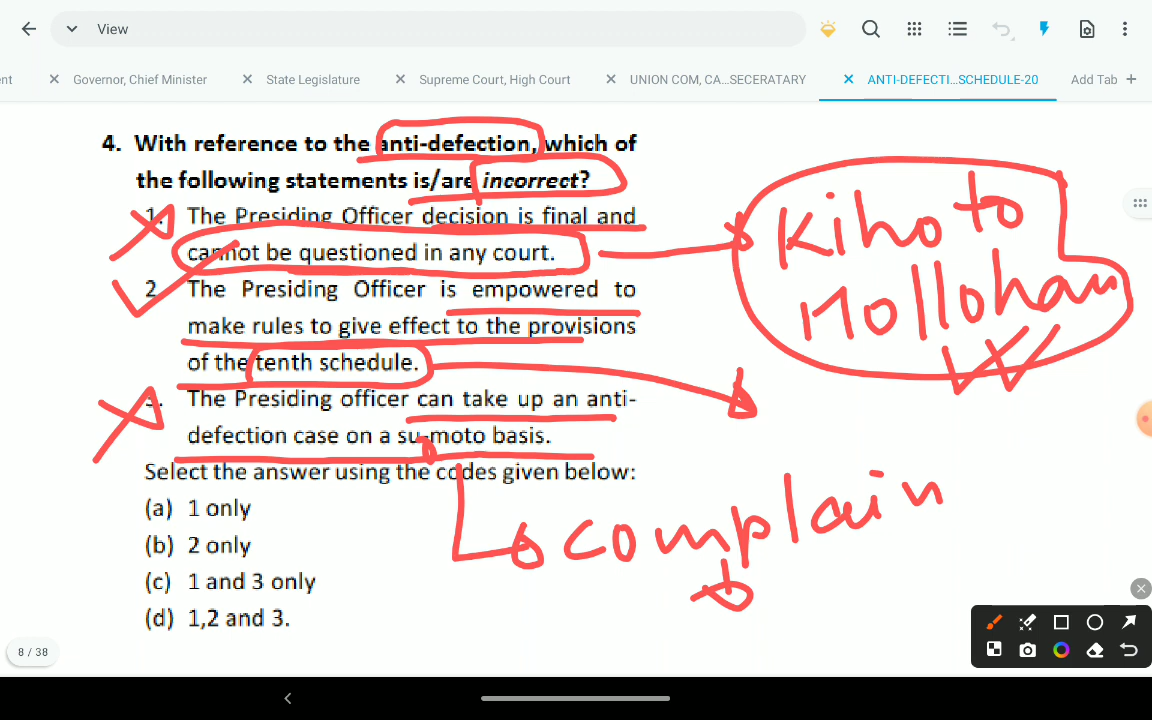 View
nt
Governor, Chief Minister
State Legislature
Supreme Court, High Court
UNION COM, CA...SECERATARY
ANTI-DEFECTI...SCHEDULE-20
Add Tab +
4. With reference to the anti-defection, which of
the following statements is/are incorrect?
1. The Presiding Officer decision is final and
cannot be questioned in any court.
2. The Presiding Officer is empowered to
make rules to give effect to the provisions
of the tenth schedule.
3. The Presiding officer can take up an anti-
defection case on a su-moto basis.
Select the answer using the codes given below:
(a) 1 only
(b) 2 only
(c) 1 and 3 only
(d) 1,2 and 3.
Kihoto
Hollohan
complain
8 / 38